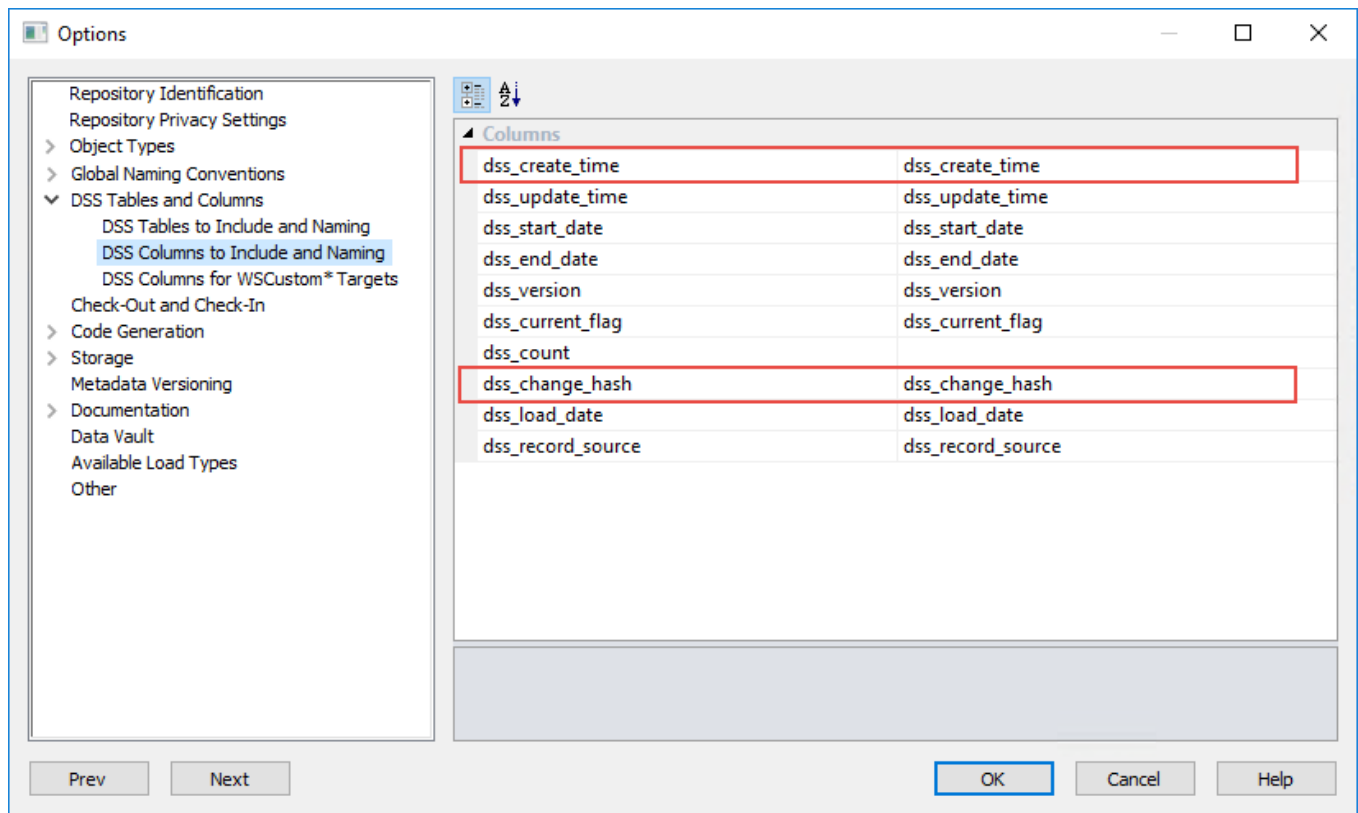 Options
Repository Identification
Repository Privacy Settings
Object Types
Global Naming Conventions
DSS Tables and Columns
DSS Tables to Include and Naming
DSS Columns to Include and Naming
DSS Columns for WSCustom* Targets
Check-Out and Check-In
Code Generation
Storage
Metadata Versioning
Documentation
Data Vault
Available Load Types
Other
Columns
dss_create_time dss_create_time
dss_update_time dss_update_time
dss_start_date dss_start_date
dss_end_date dss_end_date
dss_version dss_version
dss_current_flag dss_current_flag
dss_count
dss_change_hash dss_change_hash
dss_load_date dss_load_date
dss_record_source dss_record_source
Prev Next OK Cancel Help